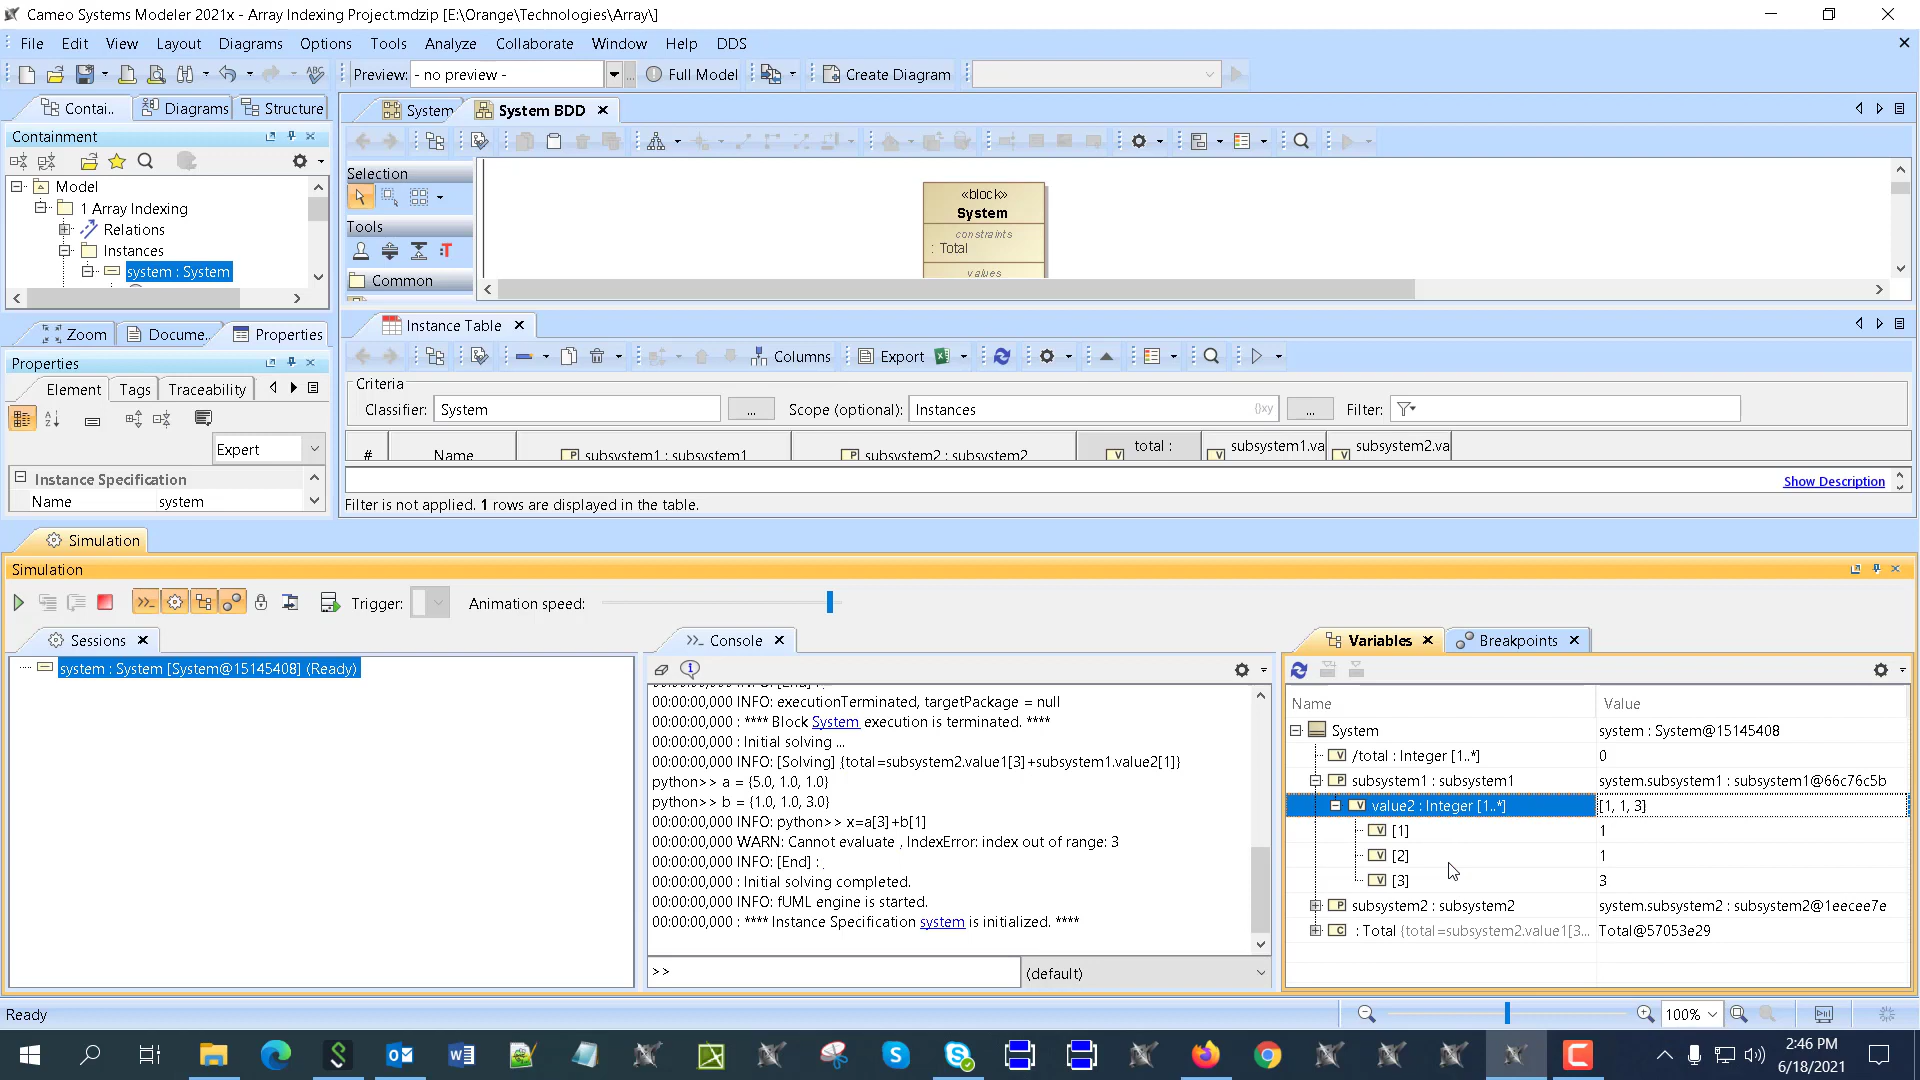 Cameo Systems Modeler 2021x - Array Indexing Project.mdzip [E:\Orange\Technologies\Array\]
File Edit View Layout Diagrams Options Tools Analyze Collaborate Window Help DDS
Preview: - no preview - ... Full Model Create Diagram
Contai.. Diagrams Structure
System System BDD
Containment
Selection
Model
1 Array Indexing
Relations
Instances
system : System
Tools
Common
«block»
System
constraints
: Total
values
Zoom Docume.. Properties
Instance Table
Properties
Columns Export
Element Tags Traceability
Criteria
Classifier: System ... Scope (optional): Instances {}xy ... Filter:
Expert
# Name subsystem1 : subsystem1 subsystem2 : subsystem2 total : subsystem1.va subsystem2.va
Instance Specification
Name system
Show Description
Filter is not applied. 1 rows are displayed in the table.
Simulation
Simulation
Trigger: Animation speed:
Sessions
system : System [System@15145408] (Ready)
Console
00:00:00,000 INFO: [End] :
00:00:00,000 INFO: executionTerminated, targetPackage = null
00:00:00,000 : **** Block System execution is terminated. ****
00:00:00,000 : Initial solving ...
00:00:00,000 INFO: [Solving] {total=subsystem2.value1[3]+subsystem1.value2[1]}
python>> a = {5.0, 1.0, 1.0}
python>> b = {1.0, 1.0, 3.0}
00:00:00,000 INFO: python>> x=a[3]+b[1]
00:00:00,000 WARN: Cannot evaluate , IndexError: index out of range: 3
00:00:00,000 INFO: [End] :
00:00:00,000 : Initial solving completed.
00:00:00,000 INFO: fUML engine is started.
00:00:00,000 : **** Instance Specification system is initialized. ****
>> (default)
Variables Breakpoints
Name Value
System system : System@15145408
/total : Integer [1..*] 0
subsystem1 : subsystem1 system.subsystem1 : subsystem1@66c76c5b
value2 : Integer [1..*] [1, 1, 3]
[1] 1
[2] 1
[3] 3
subsystem2 : subsystem2 system.subsystem2 : subsystem2@1eecee7e
: Total {total=subsystem2.value1[3... Total@57053e29
Ready 100%
2:46 PM
6/18/2021